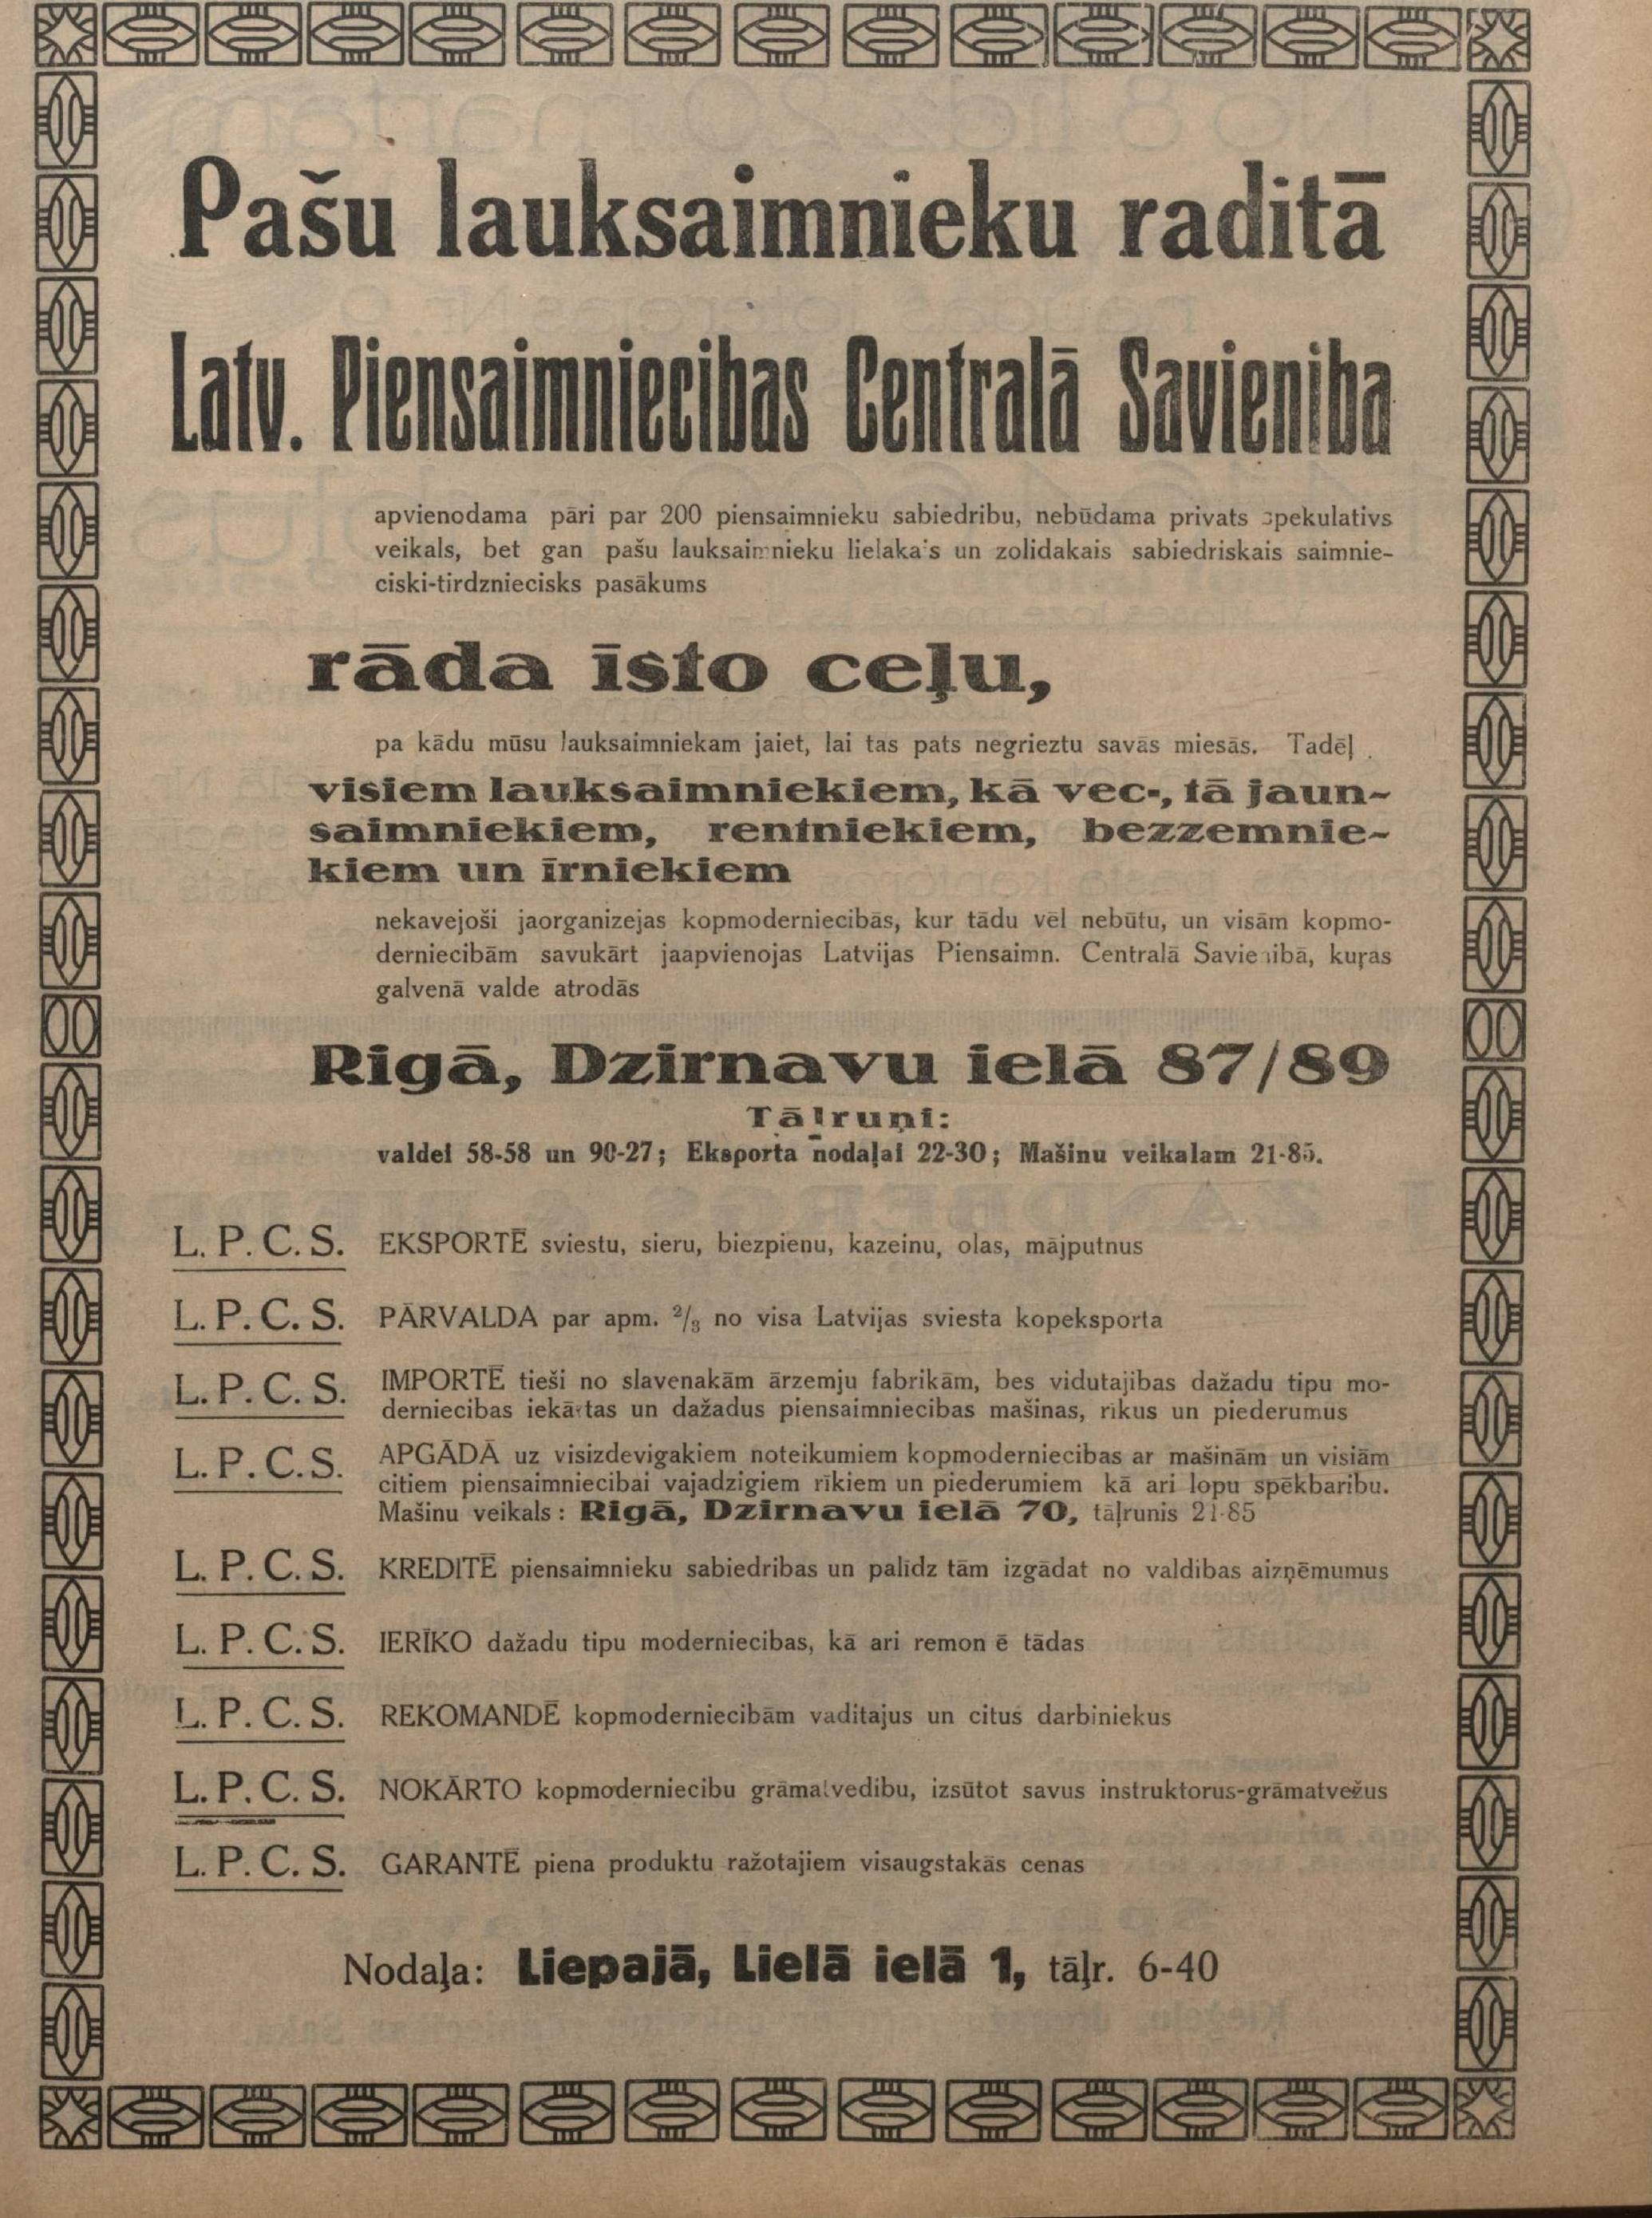 Pašu lauksaimnieku raditā
Latv. Piensaimniecibas Centralā Savieniba
apvienodama pāri par 200 piensaimnieku sabiedribu, nebūdama privats spekulativs
veikals, bet gan pašu lauksaimnieku lielakais un zolidakais sabiedriskais saimnie-
ciski-tirdzniecisks pasākums
rāda īsto ceļu,
pa kādu mūsu lauksaimniekam jaiet, lai tas pats negrieztu savās miesās. Tadēļ
visiem lauksaimniekiem, kā vec-, tā jaun-
saimniekiem, rentniekiem, bezzemnie-
kiem un īrniekiem
nekavejoši jaorganizejas kopmoderniecibās, kur tādu vēl nebūtu, un visām kopmo-
derniecibām savukārt jaapvienojas Latvijas Piensaimn. Centralā Savienibā, kuŗas
galvenā valde atrodās
Rigā, Dzirnavu ielā 87/89
Tāļruņi:
valdei 58-58 un 90-27; Eksporta nodaļai 22-30; Mašinu veikalam 21-85.
L. P. C. S. EKSPORTĒ sviestu, sieru, biezpienu, kazeinu, olas, mājputnus
L. P. C. S. PĀRVALDA par apm. 2/3 no visa Latvijas sviesta kopeksporta
L. P. C. S. IMPORTĒ tieši no slavenakām ārzemju fabrikām, bes vidutajibas dažadu tipu mo-
derniecibas iekārtas un dažadus piensaimniecibas mašinas, rikus un piederumus
L. P. C. S. APGĀDĀ uz visizdevigakiem noteikumiem kopmoderniecibas ar mašinām un visiām
citiem piensaimniecibai vajadzigiem rīkiem un piederumiem kā ari lopu spēkbaribu.
Mašinu veikals: Rigā, Dzirnavu ielā 70, tāļrunis 21-85
L. P. C. S. KREDITĒ piensaimnieku sabiedribas un palīdz tām izgādat no valdibas aizņēmumus
L. P. C. S. IERĪKO dažadu tipu moderniecibas, kā ari remon ē tādas
L. P. C. S. REKOMANDĒ kopmoderniecibām vaditajus un citus darbiniekus
L. P. C. S. NOKĀRTO kopmoderniecibu grāmatvedibu, izsūtot savus instruktorus-grāmatvežus
L. P. C. S. GARANTĒ piena produktu ražotajiem visaugstakās cenas
Nodaļa: Liepajā, Lielā ielā 1, tāļr. 6-40